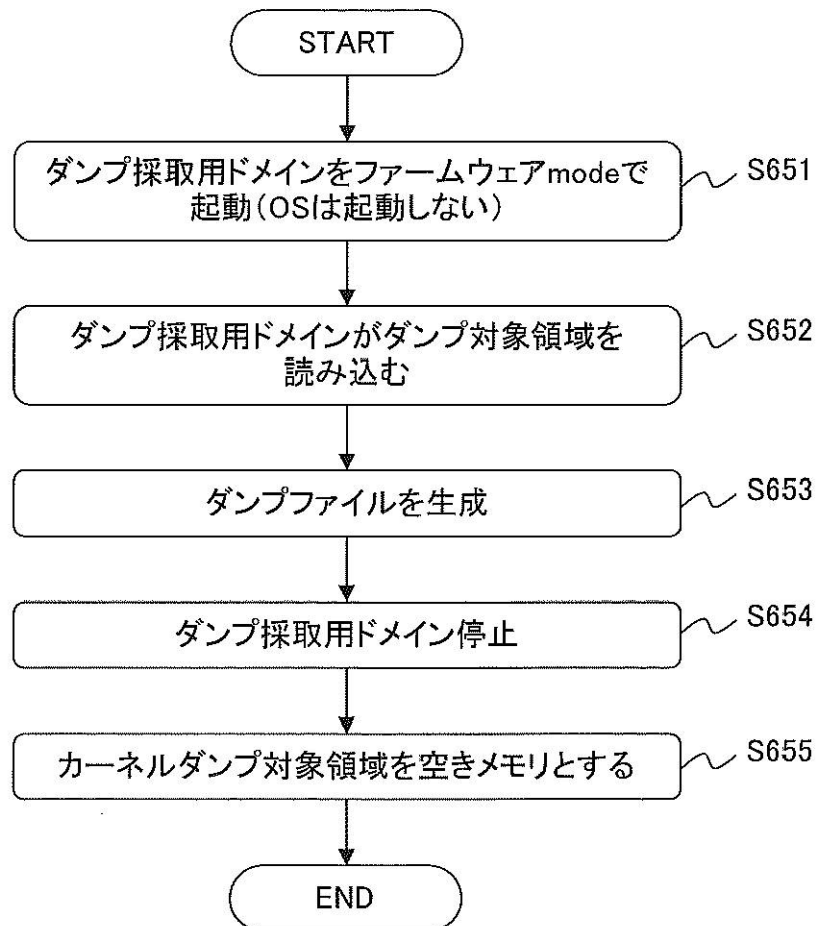 START
ダンプ採取用ドメインをファームウェアmodeで
起動(OSは起動しない)
S651
ダンプ採取用ドメインがダンプ対象領域を
読み込む
S652
ダンプファイルを生成
S653
ダンプ採取用ドメイン停止
S654
カーネルダンプ対象領域を空きメモリとする
S655
END